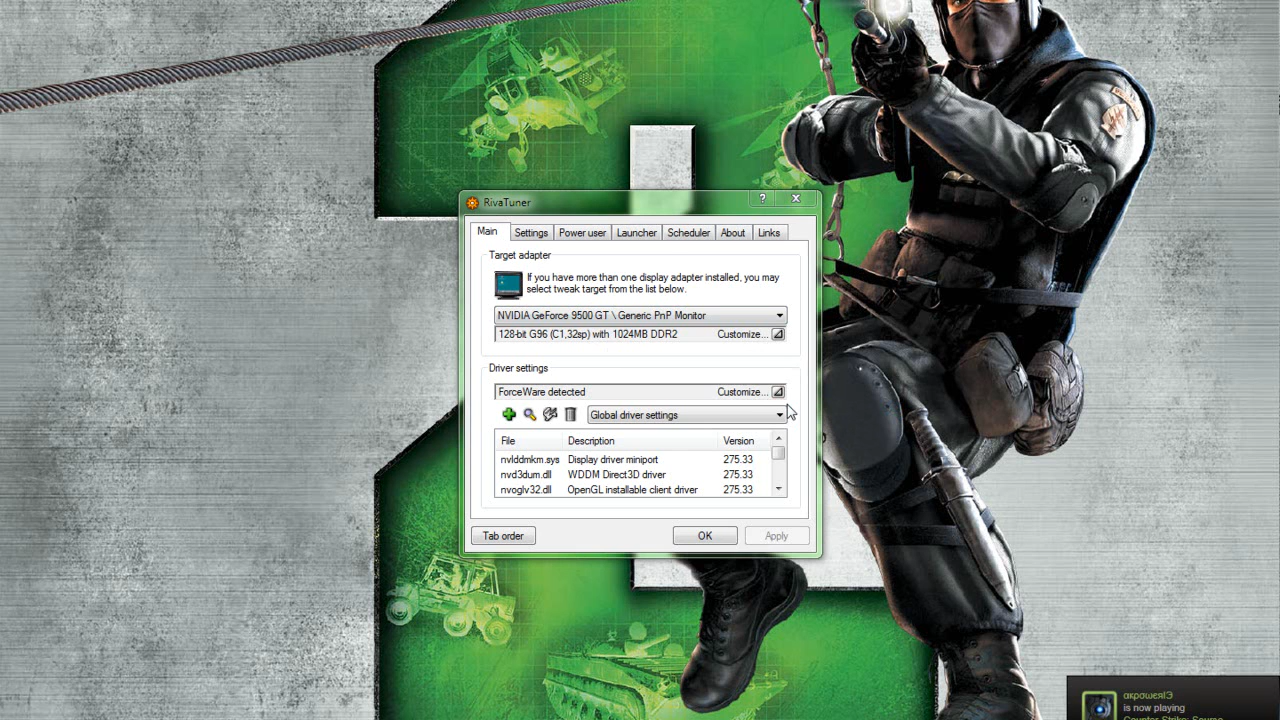 RivaTuner
Main Settings Power user Launcher Scheduler About Links
Target adapter
If you have more than one display adapter installed, you may
select tweak target from the list below.
NVIDIA GeForce 9500 GT \ Generic PnP Monitor
128-bit G96 (C1,32sp) with 1024MB DDR2 Customize...
Driver settings
ForceWare detected Customize...
Global driver settings
File Description Version
nvlddmkm.sys Display driver miniport 275.33
nvd3dum.dll WDDM Direct3D driver 275.33
nvoglv32.dll OpenGL installable client driver 275.33
Tab order OK Apply
is now playing
Counter-Strike: Source